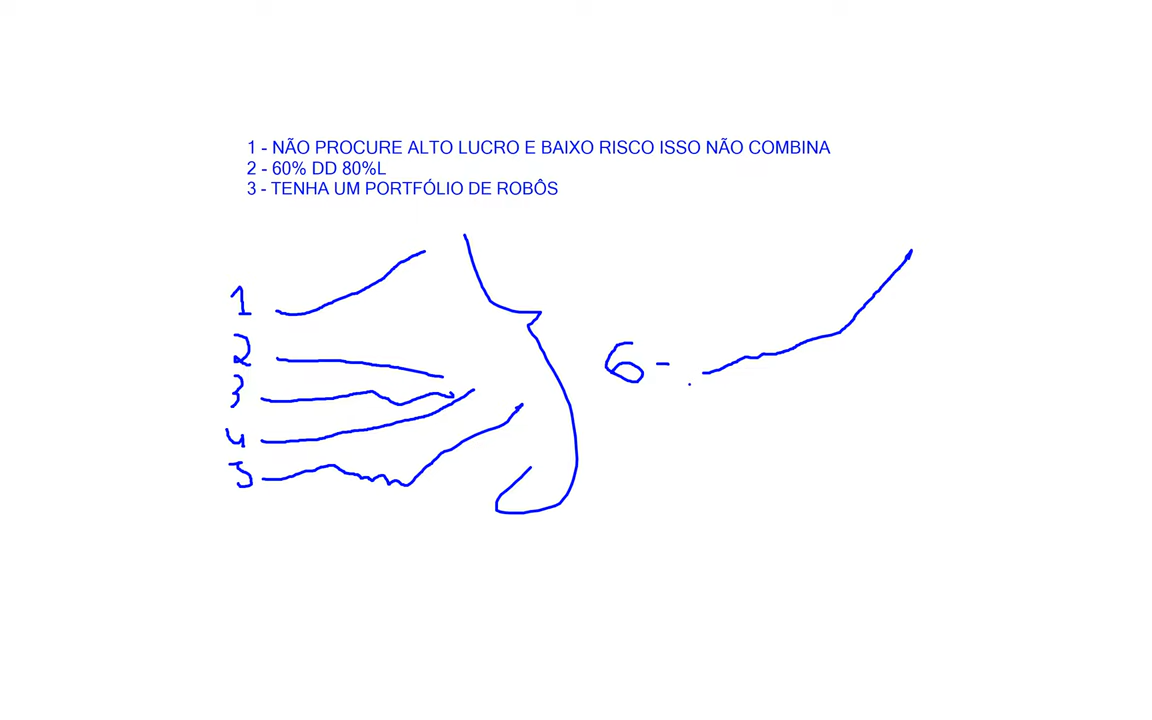 1 - NÃO PROCURE ALTO LUCRO E BAIXO RISCO ISSO NÃO COMBINA
2 - 60% DD 80%L
3 - TENHA UM PORTFÓLIO DE ROBÔS
1
2
3
4
5
6 -